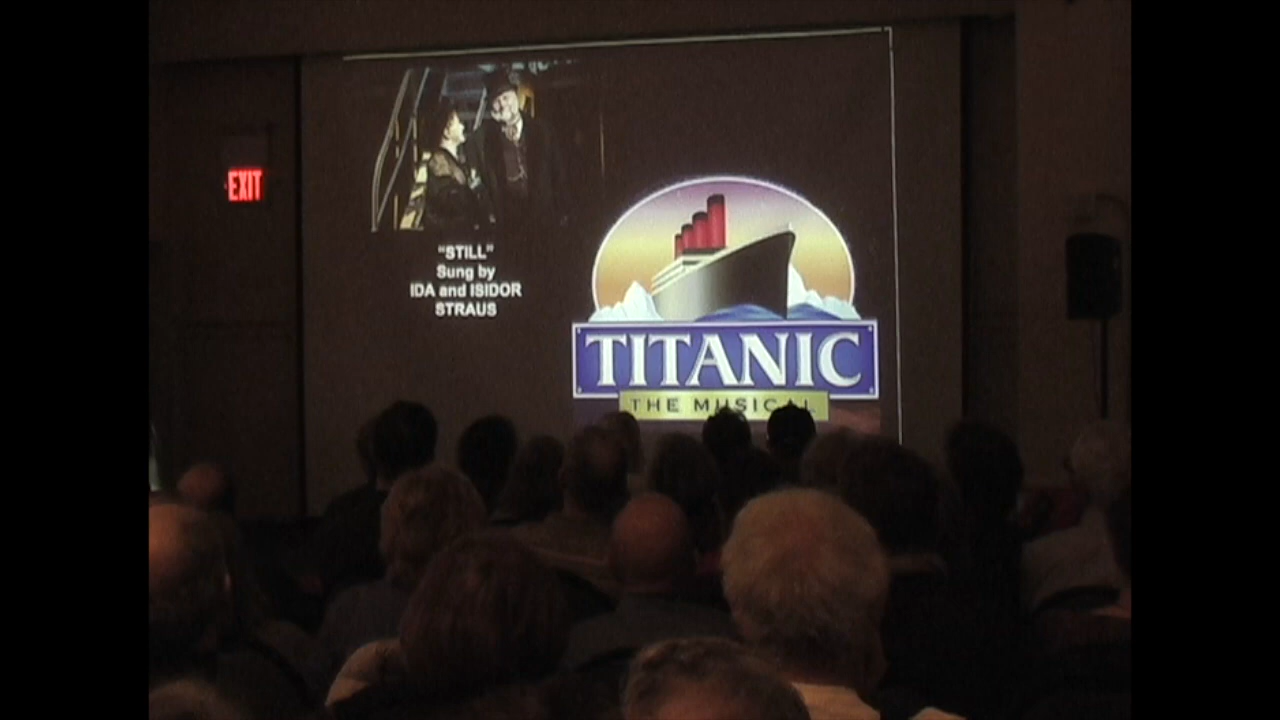 EXIT
“STILL”
Sung by
IDA and ISIDOR
STRAUS
TITANIC
THE MUSICAL